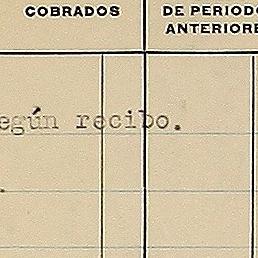 COBRADOS
DE PERIODO
ANTERIORE
egún recibo.
.